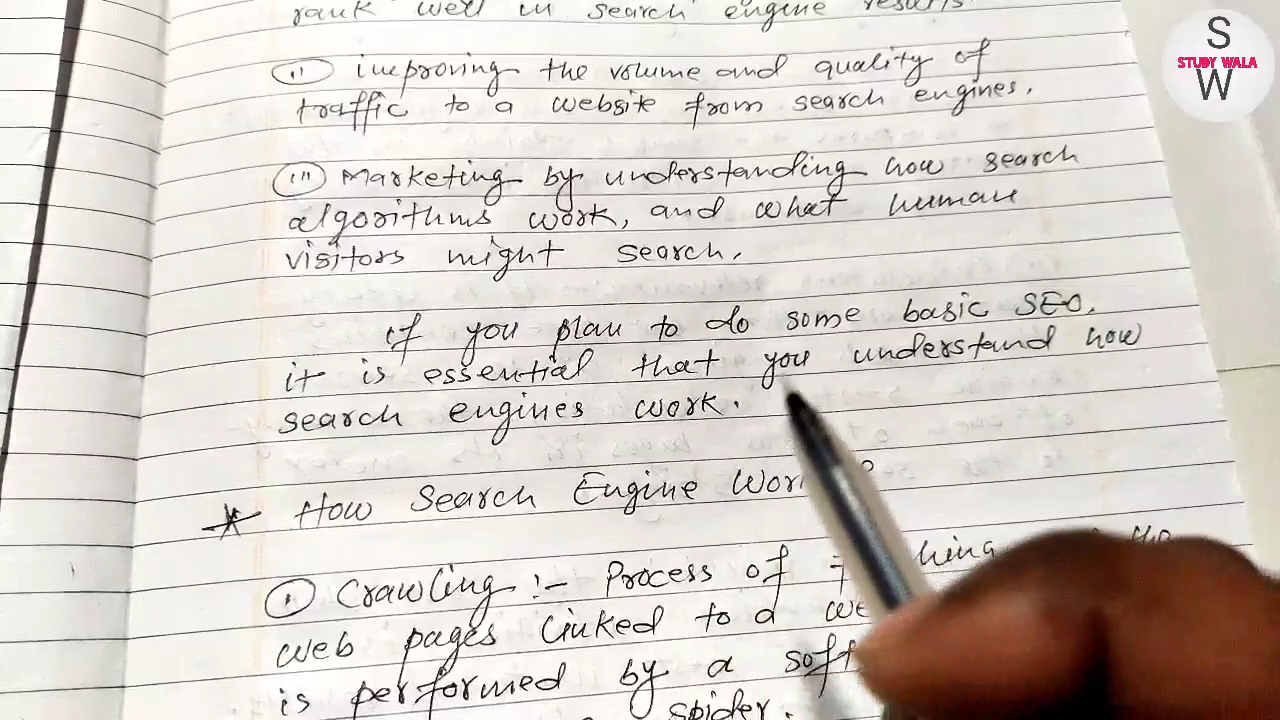 rank well in search engine results
(ii) improving the volume and quality of
traffic to a website from search engines.
(iii) Marketing by understanding how search
algorithms work, and what human
visitors might search.
if you plan to do some basic SEO,
it is essential that you understand how
search engines work.
* How Search Engine
(1) Crawling :- Process of
web pages linked to a
is performed by a
spider.
S
STUDY WALA
W